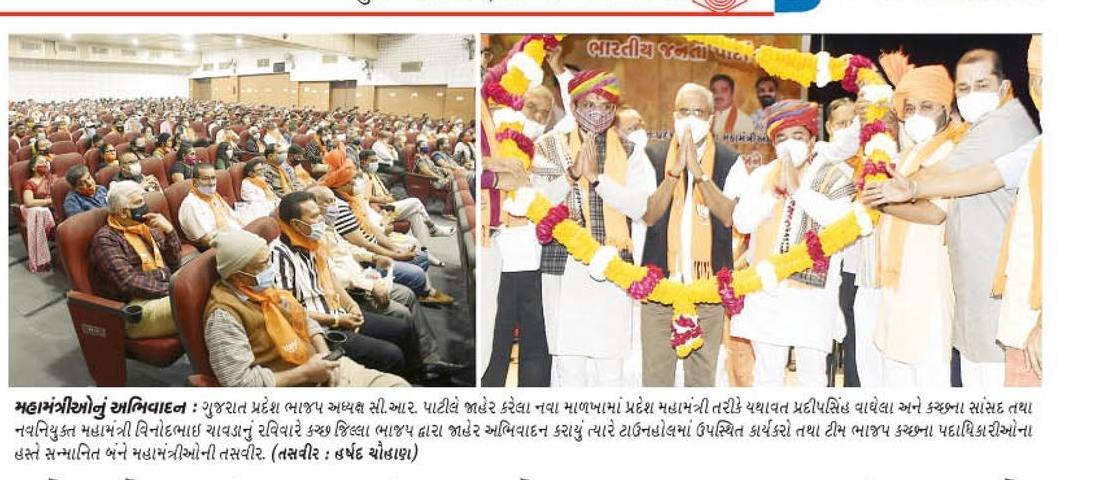 ભારતીય જનતા પાર્ટી
મહામંત્રીઓનું અભિવાદન : ગુજરાત પ્રદેશ ભાજપ અધ્યક્ષ સી.આર. પાટીલે જાહેર કરેલા નવા માળખામાં પ્રદેશ મહામંત્રી તરીકે યથાવત પ્રદીપસિંહ વાઘેલા અને કચ્છના સાંસદ તથા
નવનિયુક્ત મહામંત્રી વિનોદભાઇ ચાવડાનું રવિવારે કચ્છ જિલ્લા ભાજપ દ્વારા જાહેર અભિવાદન કરાયું ત્યારે ટાઉનહોલમાં ઉપસ્થિત કાર્યકરો તથા ટીમ ભાજપ કચ્છના પદાધિકારીઓના
હસ્તે સન્માનિત બંને મહામંત્રીઓની તસવીર. (તસવીર : હર્ષદ ચૌહાણ)